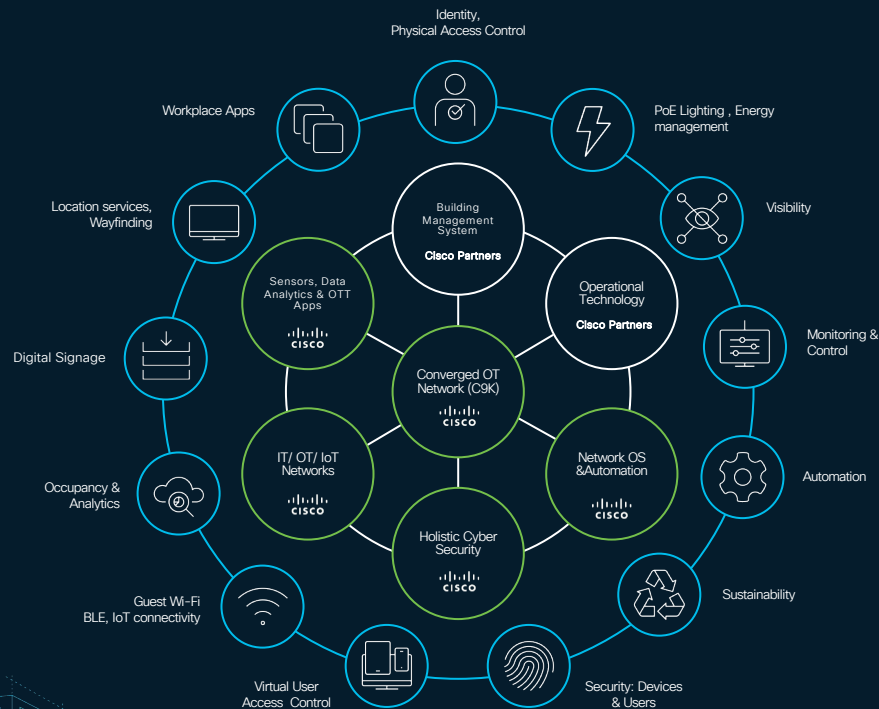 Identity,
Physical Access Control
Workplace Apps
PoE Lighting , Energy
management
Location services,
Wayfinding
Visibility
Building
Management
System
Cisco Partners
Sensors, Data
Analytics & OTT
Apps
CISCO
Operational
Technology
Cisco Partners
Digital Signage
Monitoring &
Control
Converged OT
Network (C9K)
CISCO
IT/ OT/ IoT
Networks
CISCO
Network OS
&Automation
CISCO
Occupancy &
Analytics
Automation
Holistic Cyber
Security
CISCO
Guest Wi-Fi
BLE, IoT connectivity
Sustainability
Virtual User
Access Control
Security: Devices
& Users